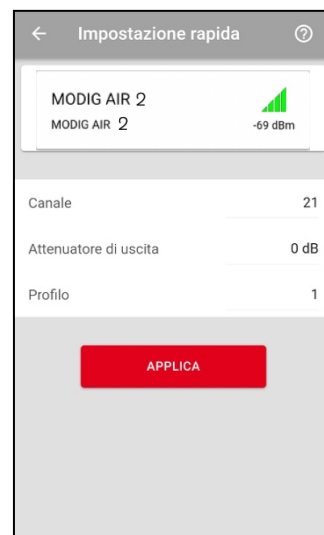 Impostazione rapida
MODIG AIR 2
MODIG AIR 2
-69 dBm
Canale 21
Attenuatore di uscita 0 dB
Profilo 1
APPLICA